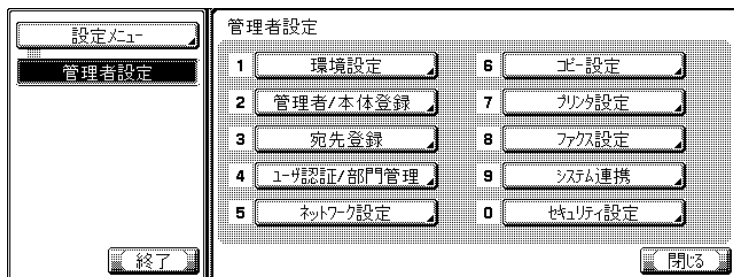 設定メニュー
管理者設定
終了
管理者設定
1 環境設定
2 管理者/本体登録
3 宛先登録
4 ユーザ認証/部門管理
5 ネットワーク設定
6 コピー設定
7 プリンタ設定
8 ファクス設定
9 システム連携
0 セキュリティ設定
閉じる